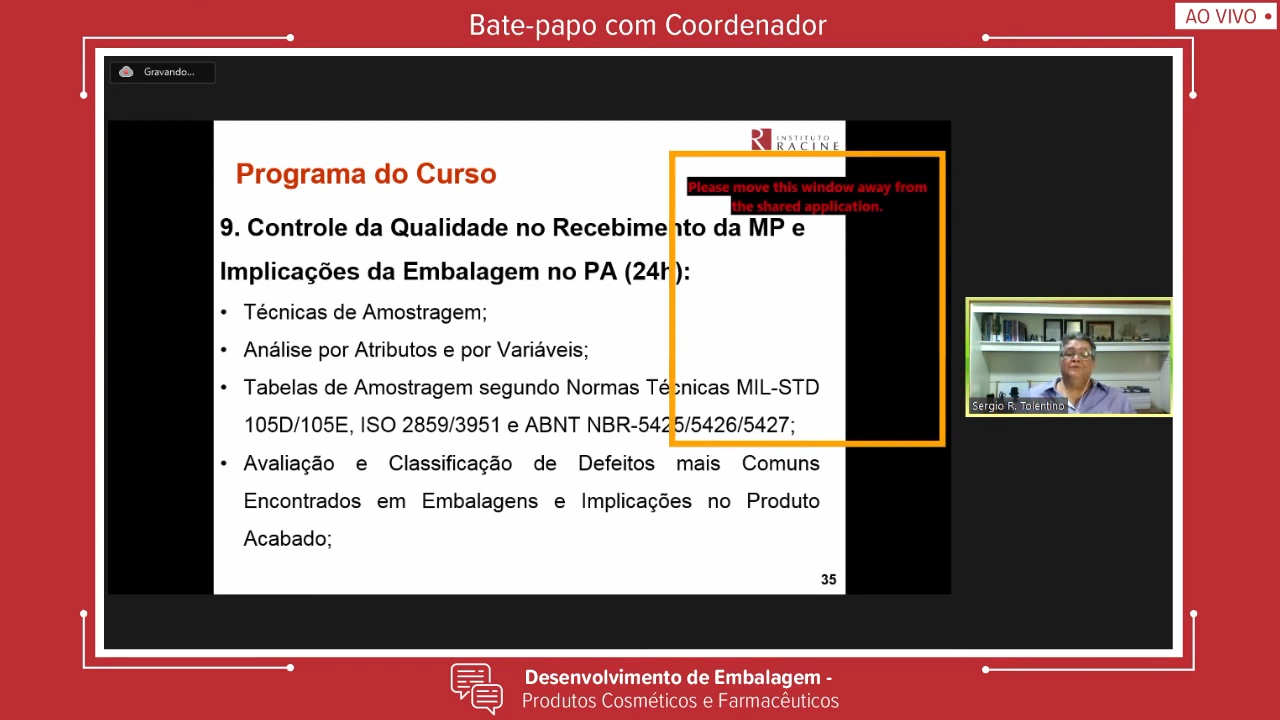 Bate-papo com Coordenador
AO VIVO
Gravando...
INSTITUTO
RACINE
Programa do Curso
Please move this window away from
the shared application.
9. Controle da Qualidade no Recebimento da MP e
Implicações da Embalagem no PA (24h):
• Técnicas de Amostragem;
• Análise por Atributos e por Variáveis;
• Tabelas de Amostragem segundo Normas Técnicas MIL-STD
105D/105E, ISO 2859/3951 e ABNT NBR-5425/5426/5427;
• Avaliação e Classificação de Defeitos mais Comuns
Encontrados em Embalagens e Implicações no Produto
Acabado;
35
Sergio R. Tolentino
Desenvolvimento de Embalagem -
Produtos Cosméticos e Farmacêuticos